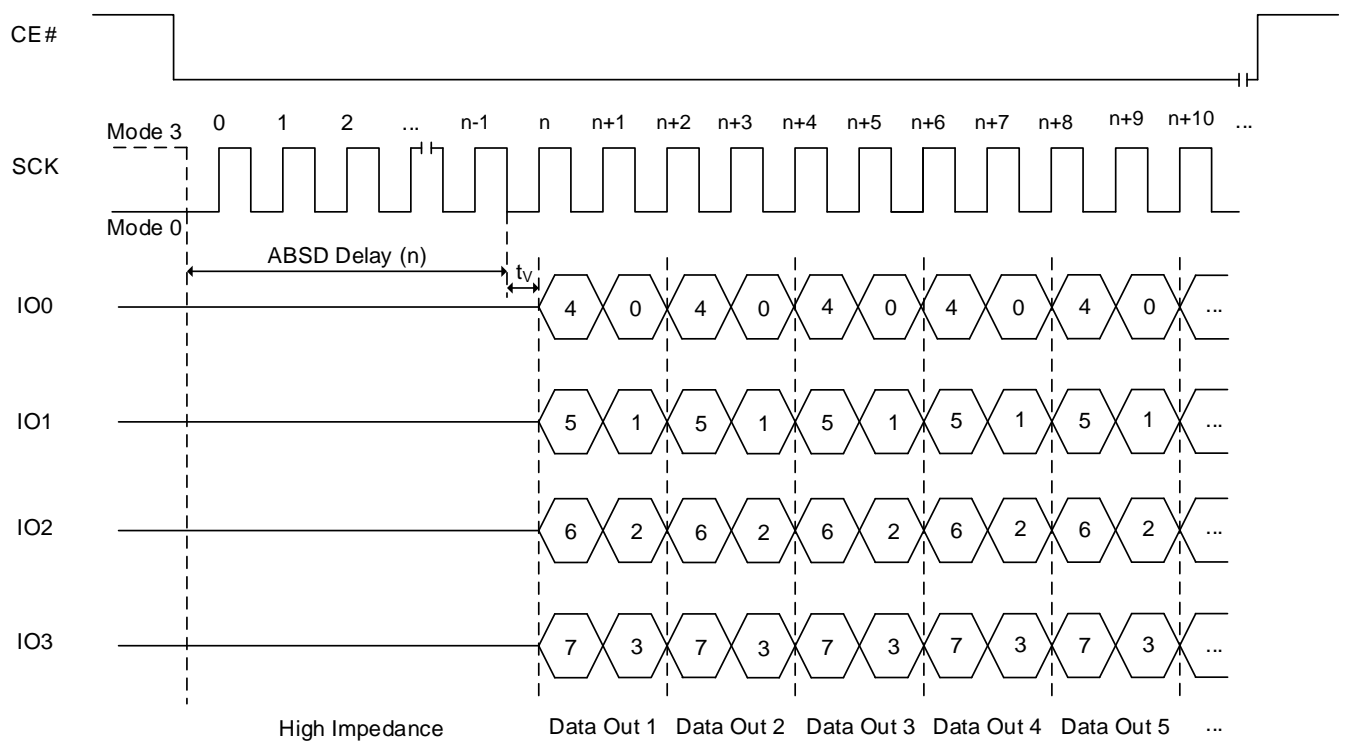 CE#
0 1 2 ... n-1 n n+1 n+2 n+3 n+4 n+5 n+6 n+7 n+8 n+9 n+10 ...
Mode 3
SCK
Mode 0
ABSD Delay (n)
tV
IO0 4 0 4 0 4 0 4 0 4 0 ...
IO1 5 1 5 1 5 1 5 1 5 1 ...
IO2 6 2 6 2 6 2 6 2 6 2 ...
IO3 7 3 7 3 7 3 7 3 7 3 ...
High Impedance Data Out 1 Data Out 2 Data Out 3 Data Out 4 Data Out 5 ...